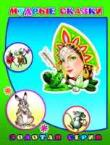 МУДРЫЕ СКАЗКИ
ЗОЛОТАЯ СЕРИЯ